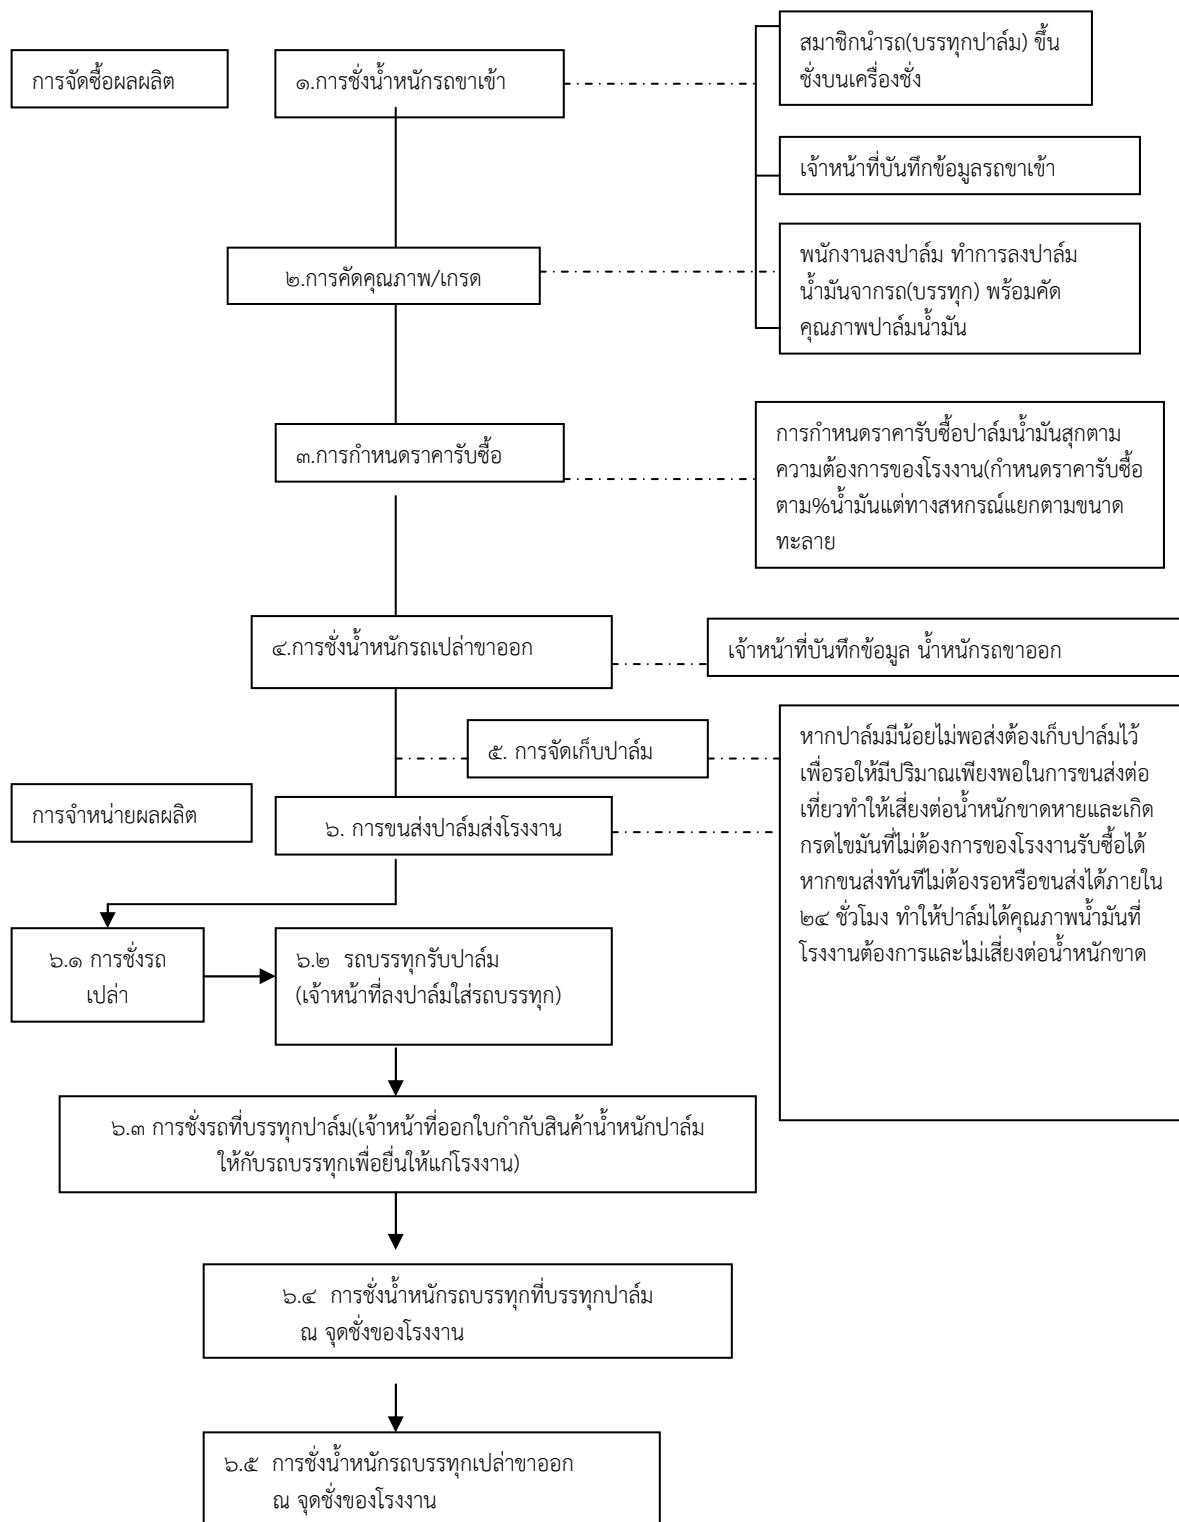 การจัดซื้อผลผลิต
๑.การชั่งน้ำหนักรถขาเข้า
สมาชิกนำรถ(บรรทุกปาล์ม) ขึ้น
ชั่งบนเครื่องชั่ง
เจ้าหน้าที่บันทึกข้อมูลรถขาเข้า
๒.การคัดคุณภาพ/เกรด
พนักงานลงปาล์ม ทำการลงปาล์ม
น้ำมันจากรถ(บรรทุก) พร้อมคัด
คุณภาพปาล์มน้ำมัน
๓.การกำหนดราคารับซื้อ
การกำหนดราคารับซื้อปาล์มน้ำมันสุกตาม
ความต้องการของโรงงาน(กำหนดราคารับซื้อ
ตาม%น้ำมันแต่ทางสหกรณ์แยกตามขนาด
ทะลาย
๔.การชั่งน้ำหนักรถเปล่าขาออก
เจ้าหน้าที่บันทึกข้อมูล น้ำหนักรถขาออก
๕. การจัดเก็บปาล์ม
หากปาล์มมีน้อยไม่พอส่งต้องเก็บปาล์มไว้
เพื่อรอให้มีปริมาณเพียงพอในการขนส่งต่อ
เที่ยวทำให้เสี่ยงต่อน้ำหนักขาดหายและเกิด
กรดไขมันที่ไม่ต้องการของโรงงานรับซื้อได้
หากขนส่งทันทีไม่ต้องรอหรือขนส่งได้ภายใน
๒๔ ชั่วโมง ทำให้ปาล์มได้คุณภาพน้ำมันที่
โรงงานต้องการและไม่เสี่ยงต่อน้ำหนักขาด
การจำหน่ายผลผลิต
๖. การขนส่งปาล์มส่งโรงงาน
๖.๑ การชั่งรถ
เปล่า
๖.๒ รถบรรทุกรับปาล์ม
(เจ้าหน้าที่ลงปาล์มใส่รถบรรทุก)
๖.๓ การชั่งรถที่บรรทุกปาล์ม(เจ้าหน้าที่ออกใบกำกับสินค้าน้ำหนักปาล์ม
ให้กับรถบรรทุกเพื่อยื่นให้แก่โรงงาน)
๖.๔ การชั่งน้ำหนักรถบรรทุกที่บรรทุกปาล์ม
ณ จุดชั่งของโรงงาน
๖.๕ การชั่งน้ำหนักรถบรรทุกเปล่าขาออก
ณ จุดชั่งของโรงงาน